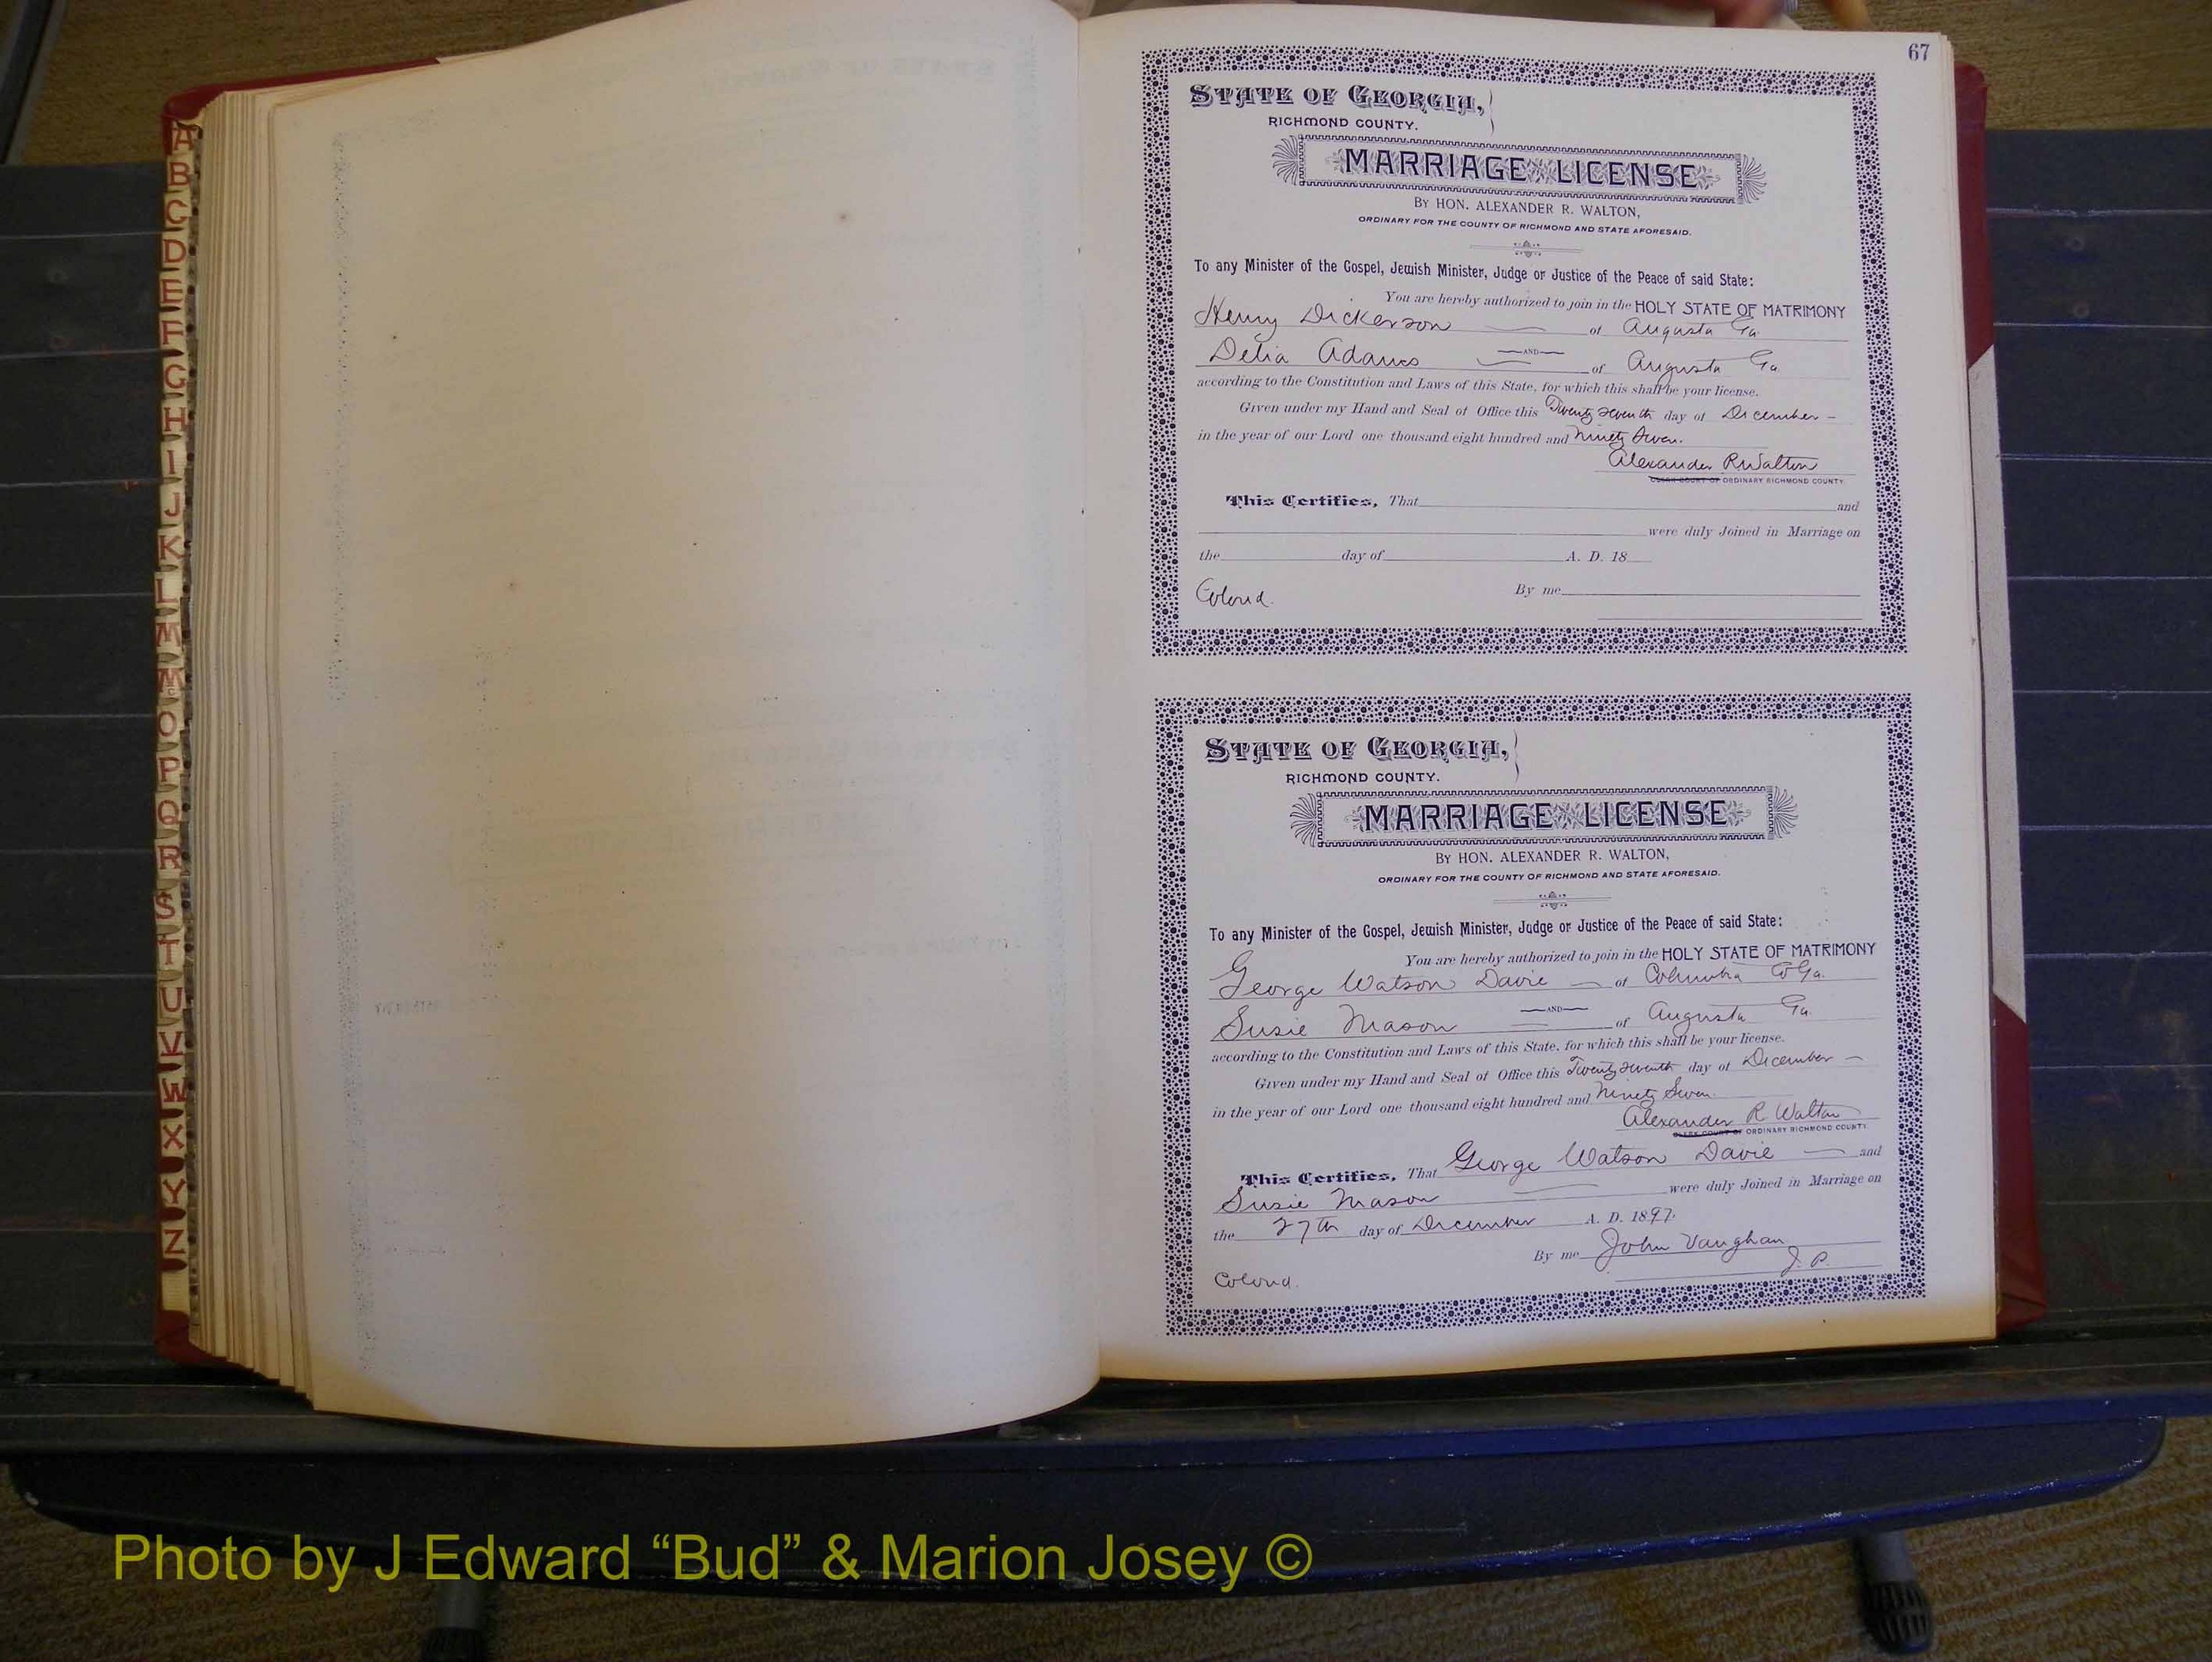 A
B
C
D
E
F
G
H
I
J
K
L
M
Mc
O
P
Q
R
S
T
U
V
W
X
Y
Z
67
STATE OF GEORGIA,
RICHMOND COUNTY.
MARRIAGE LICENSE
BY HON. ALEXANDER R. WALTON,
ORDINARY FOR THE COUNTY OF RICHMOND AND STATE AFORESAID.
To any Minister of the Gospel, Jewish Minister, Judge or Justice of the Peace of said State:
You are hereby authorized to join in the HOLY STATE OF MATRIMONY
Henry Dickerson of Augusta Ga
AND
Delia Adams of Augusta Ga
according to the Constitution and Laws of this State, for which this shall be your license.
Given under my Hand and Seal of Office this Twenty seventh day of December
in the year of our Lord one thousand eight hundred and Ninety Seven.
Alexander R Walton
CLERK COURT OF ORDINARY RICHMOND COUNTY
This Certifies, That and
were duly Joined in Marriage on
the day of A. D. 18
Colord. By me
STATE OF GEORGIA,
RICHMOND COUNTY.
MARRIAGE LICENSE
BY HON. ALEXANDER R. WALTON,
ORDINARY FOR THE COUNTY OF RICHMOND AND STATE AFORESAID.
To any Minister of the Gospel, Jewish Minister, Judge or Justice of the Peace of said State:
You are hereby authorized to join in the HOLY STATE OF MATRIMONY
George Watson Davie of Columbia Co Ga.
AND
Susie Mason of Augusta Ga.
according to the Constitution and Laws of this State, for which this shall be your license.
Given under my Hand and Seal of Office this Twenty seventh day of December
in the year of our Lord one thousand eight hundred and Ninety Seven.
Alexander R Walton
CLERK COURT OF ORDINARY RICHMOND COUNTY.
This Certifies, That George Watson Davie and
Susie Mason were duly Joined in Marriage on
the 27th day of December A. D. 1897.
By me John Vaughan
J. P.
Colord.
Photo by J Edward “Bud” & Marion Josey ©